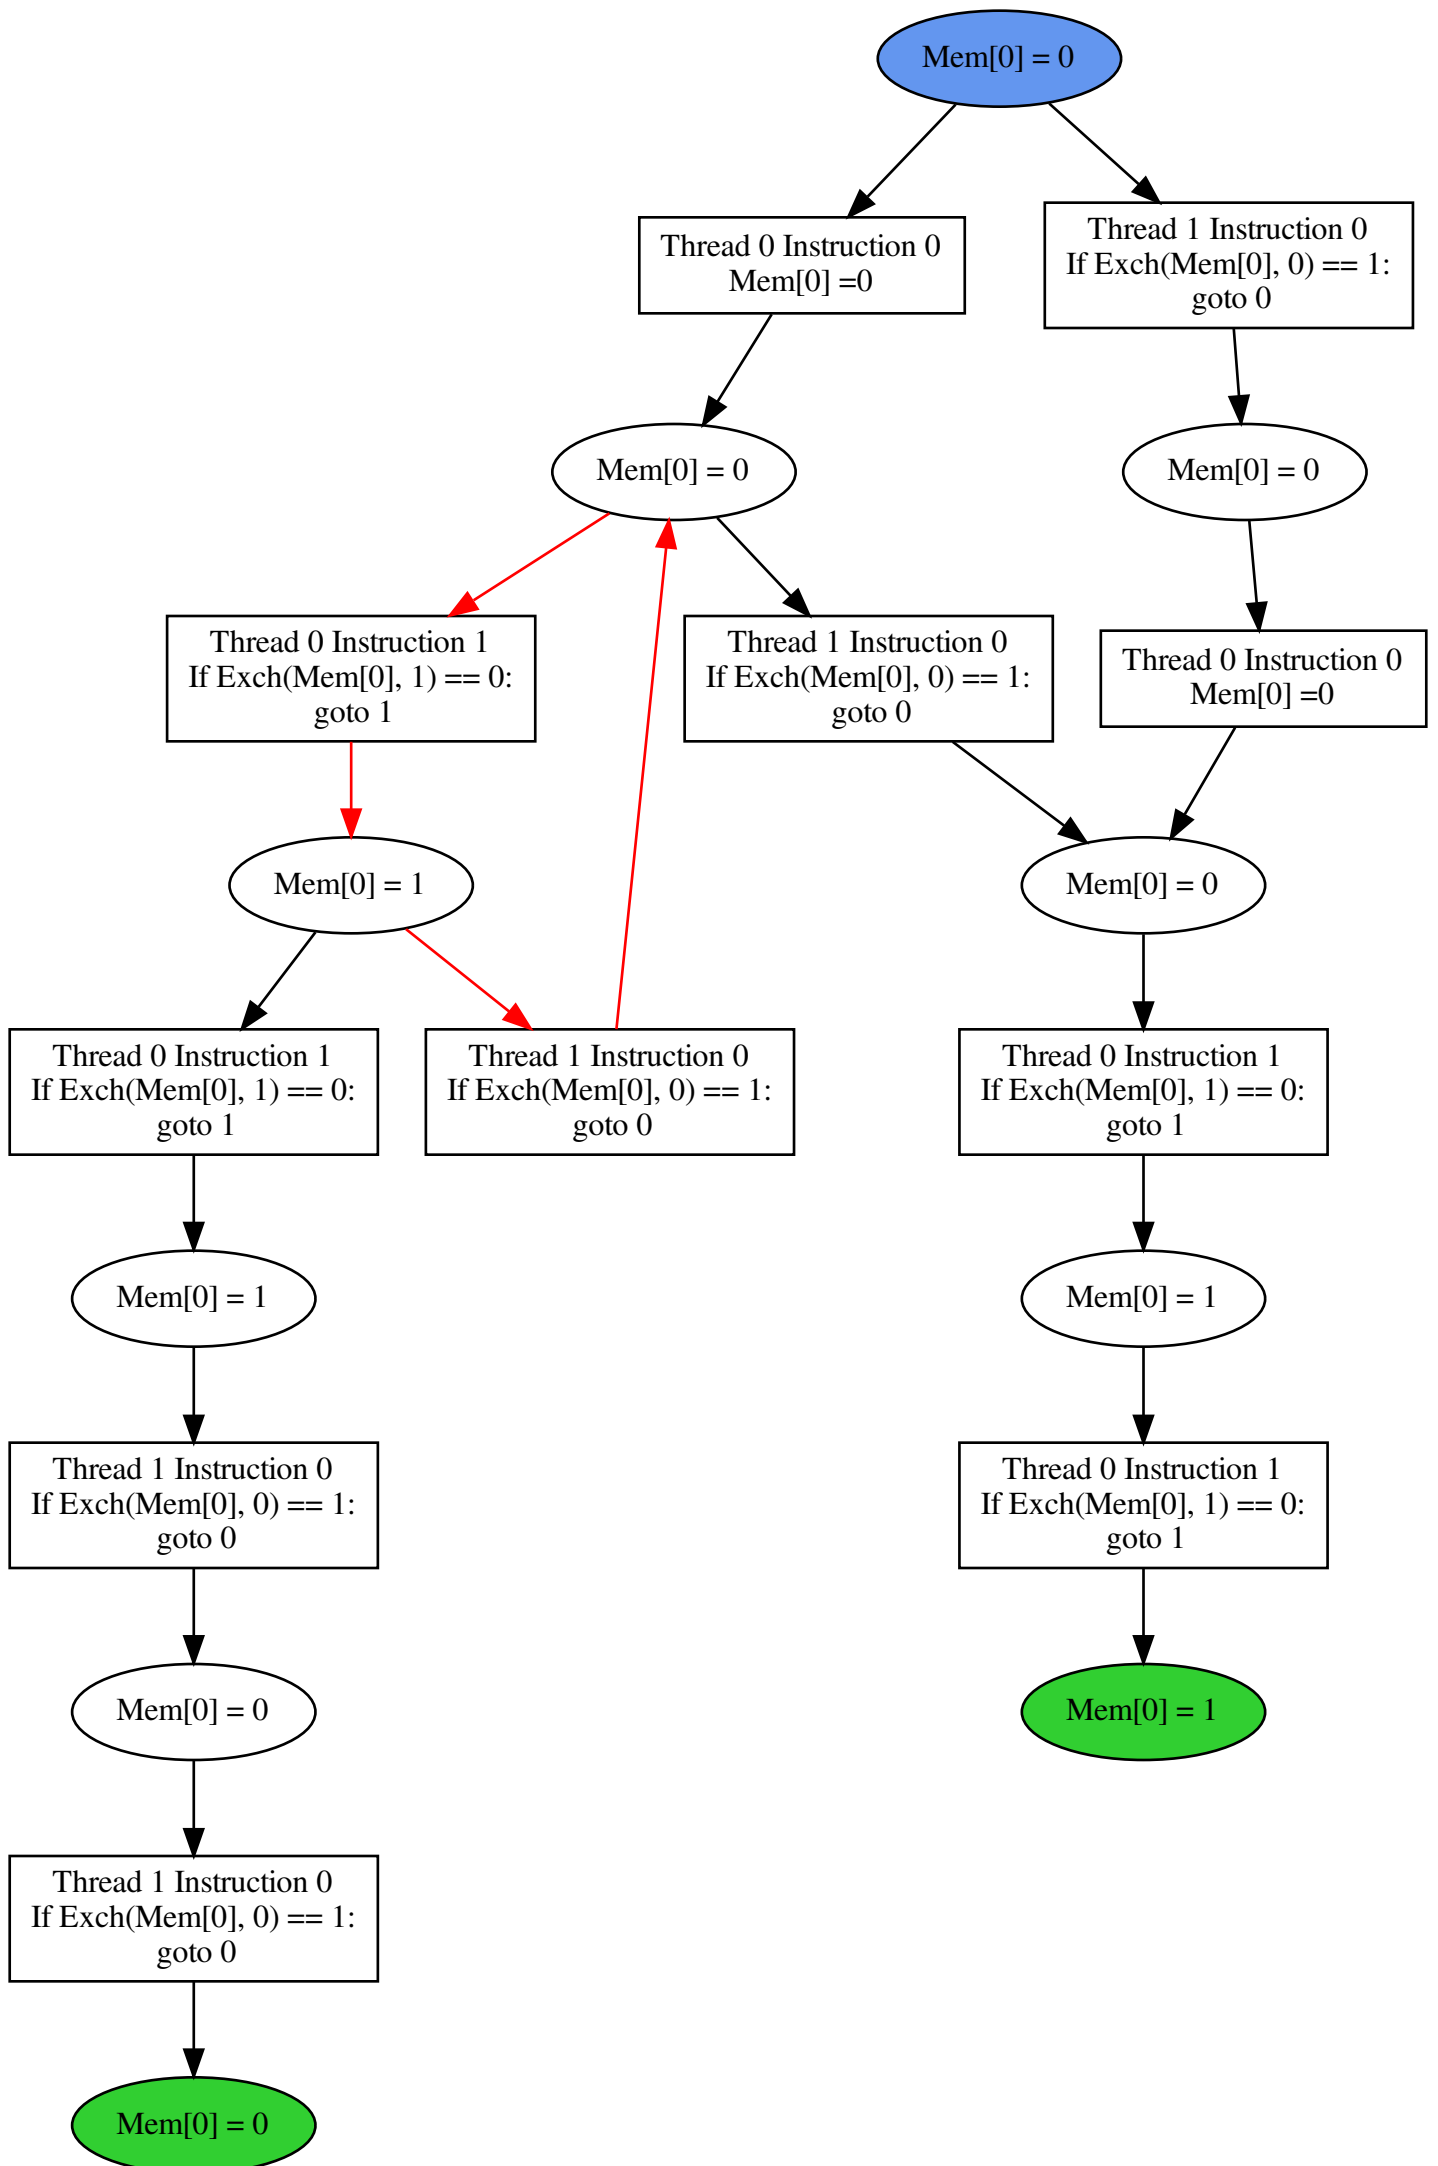 Mem[0] = 0
Thread 0 Instruction 0
Mem[0] =0
Thread 1 Instruction 0
If Exch(Mem[0], 0) == 1:
goto 0
Mem[0] = 0
Mem[0] = 0
Thread 0 Instruction 1
If Exch(Mem[0], 1) == 0:
goto 1
Thread 1 Instruction 0
If Exch(Mem[0], 0) == 1:
goto 0
Thread 0 Instruction 0
Mem[0] =0
Mem[0] = 1
Mem[0] = 0
Thread 0 Instruction 1
If Exch(Mem[0], 1) == 0:
goto 1
Thread 1 Instruction 0
If Exch(Mem[0], 0) == 1:
goto 0
Thread 0 Instruction 1
If Exch(Mem[0], 1) == 0:
goto 1
Mem[0] = 1
Mem[0] = 1
Thread 1 Instruction 0
If Exch(Mem[0], 0) == 1:
goto 0
Thread 0 Instruction 1
If Exch(Mem[0], 1) == 0:
goto 1
Mem[0] = 0
Mem[0] = 1
Thread 1 Instruction 0
If Exch(Mem[0], 0) == 1:
goto 0
Mem[0] = 0